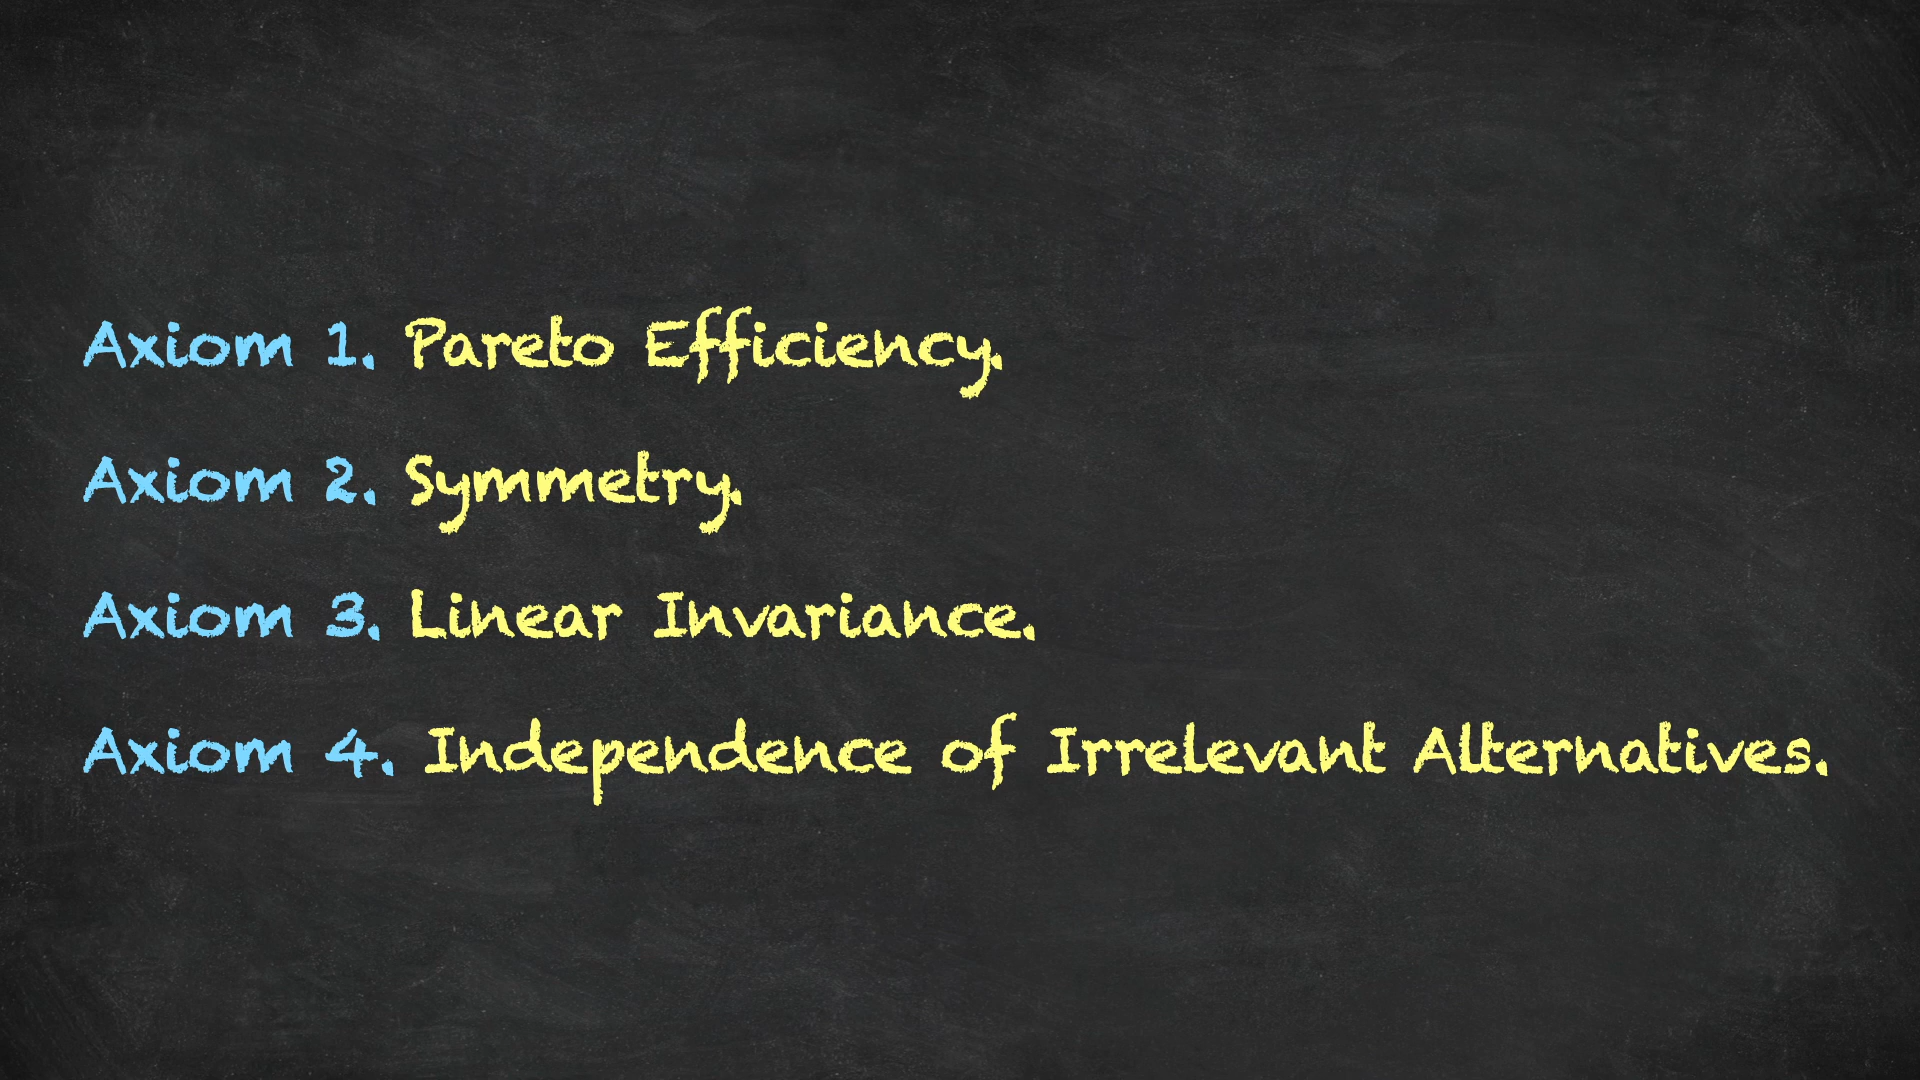 Axiom 1. Pareto Efficiency.
Axiom 2. Symmetry.
Axiom 3. Linear Invariance.
Axiom 4. Independence of Irrelevant Alternatives.